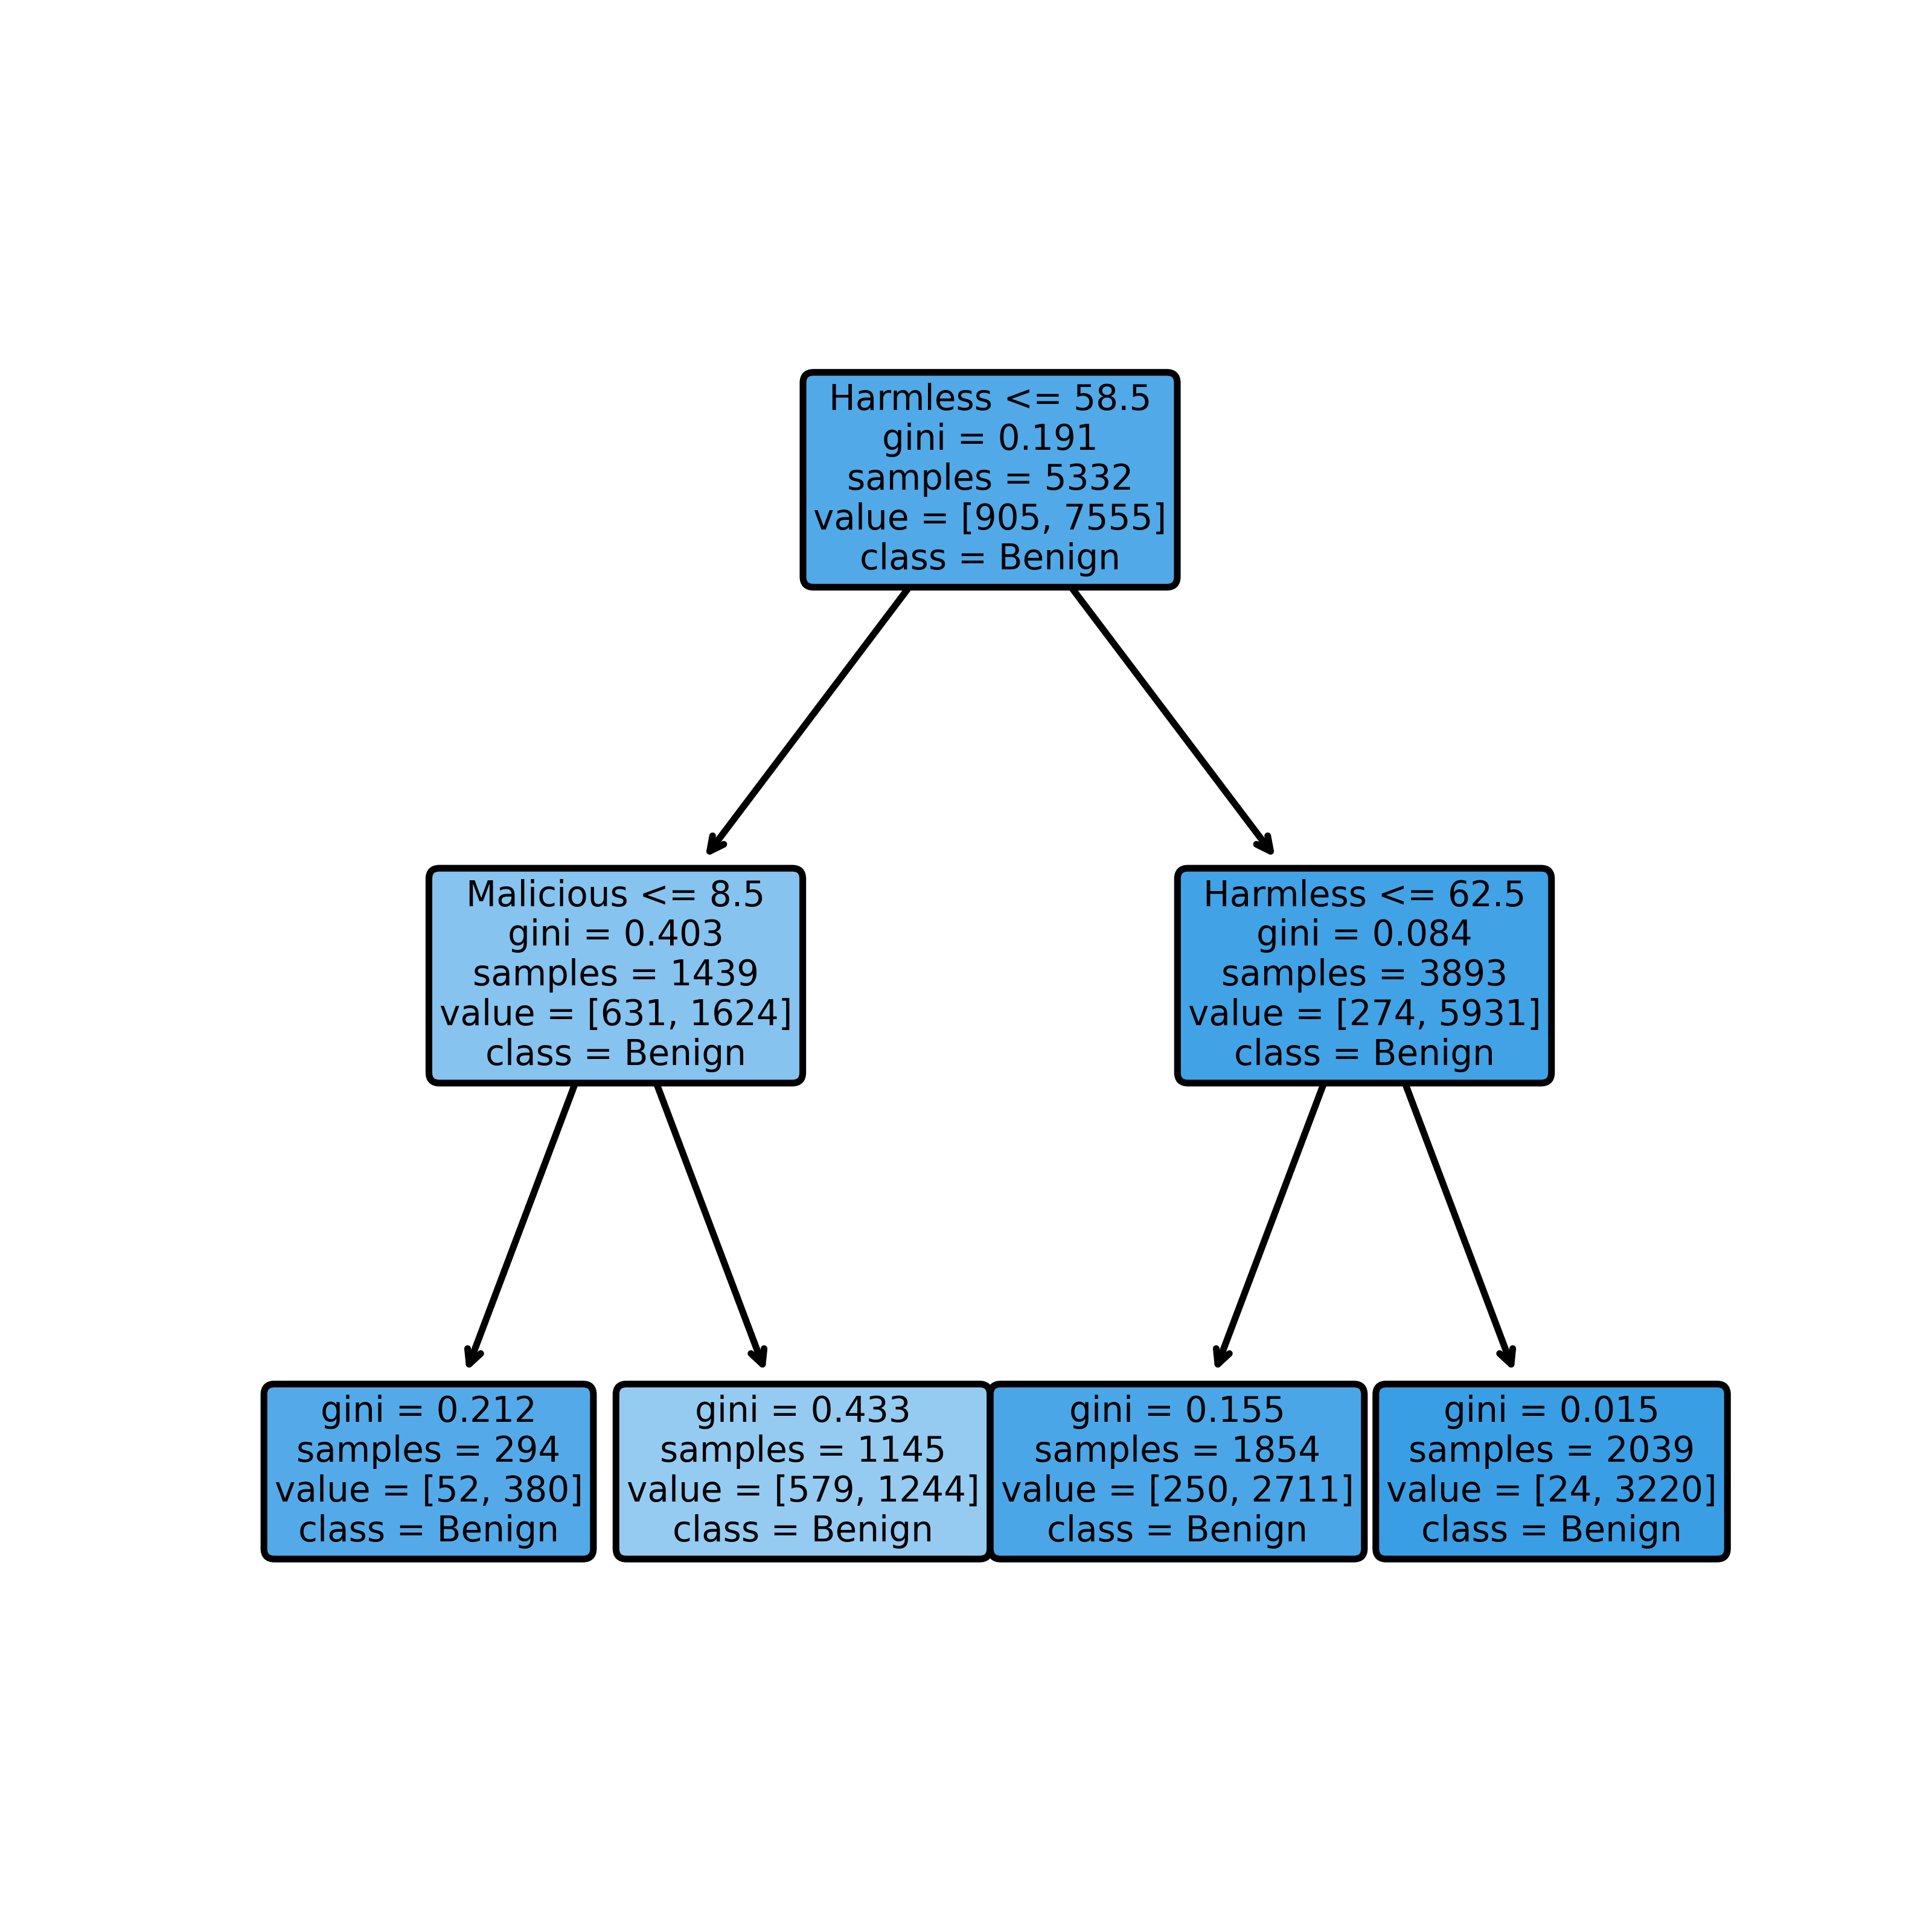 Harmless <= 58.5
gini = 0.191
samples = 5332
value = [905, 7555]
class = Benign
Malicious <= 8.5
gini = 0.403
samples = 1439
value = [631, 1624]
class = Benign
Harmless <= 62.5
gini = 0.084
samples = 3893
value = [274, 5931]
class = Benign
gini = 0.212
samples = 294
value = [52, 380]
class = Benign
gini = 0.433
samples = 1145
value = [579, 1244]
class = Benign
gini = 0.155
samples = 1854
value = [250, 2711]
class = Benign
gini = 0.015
samples = 2039
value = [24, 3220]
class = Benign